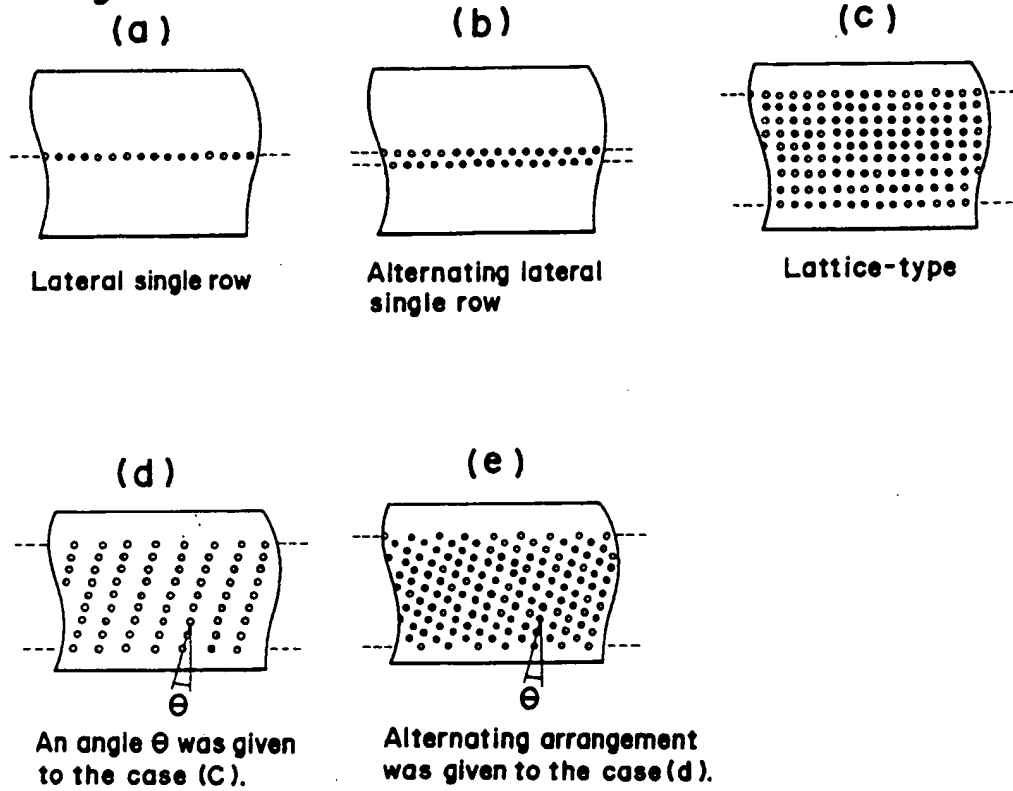 (a)
(b)
(c)
Lateral single row
Alternating lateral
single row
Lattice-type
(d)
(e)
θ
θ
An angle θ was given
to the case (C).
Alternating arrangement
was given to the case (d).